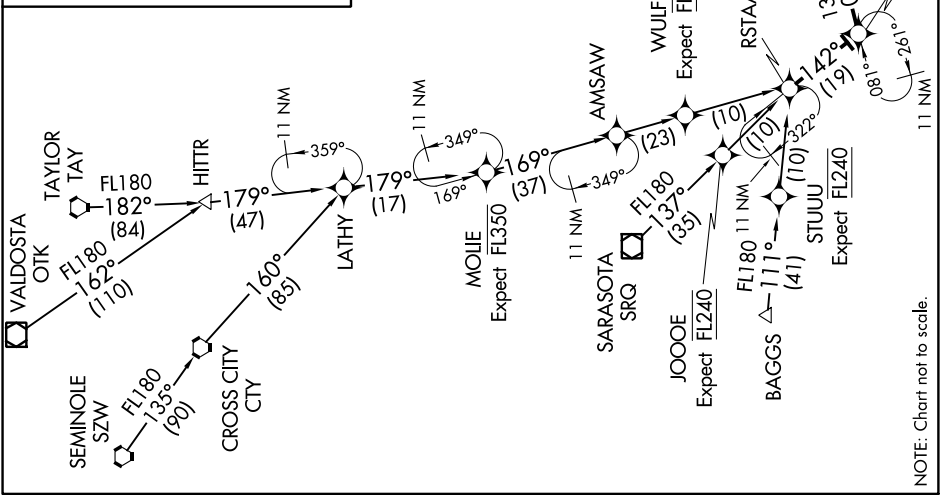 VALDOSTA
OTK
FL180
162°
(110)
TAYLOR
TAY
FL180
182°
(84)
HITTR
179°
(47)
11 NM
359°
SEMINOLE
SZW
FL180
135°
(90)
CROSS CITY
CTY
160°
(85)
LATHY
179°
(17)
11 NM
349°
169°
MOLIE
Expect FL350
169°
(37)
11 NM
349°
AMSAW
(23)
Expect
(10)
SARASOTA
SRQ
FL180
137°
(35)
JOOOE
Expect FL240
(10)
11 NM
322°
BAGGS
FL180
111°
(41)
STUUU
Expect FL240
(10)
142°
(19)
081°
261°
11 NM
NOTE: Chart not to scale.